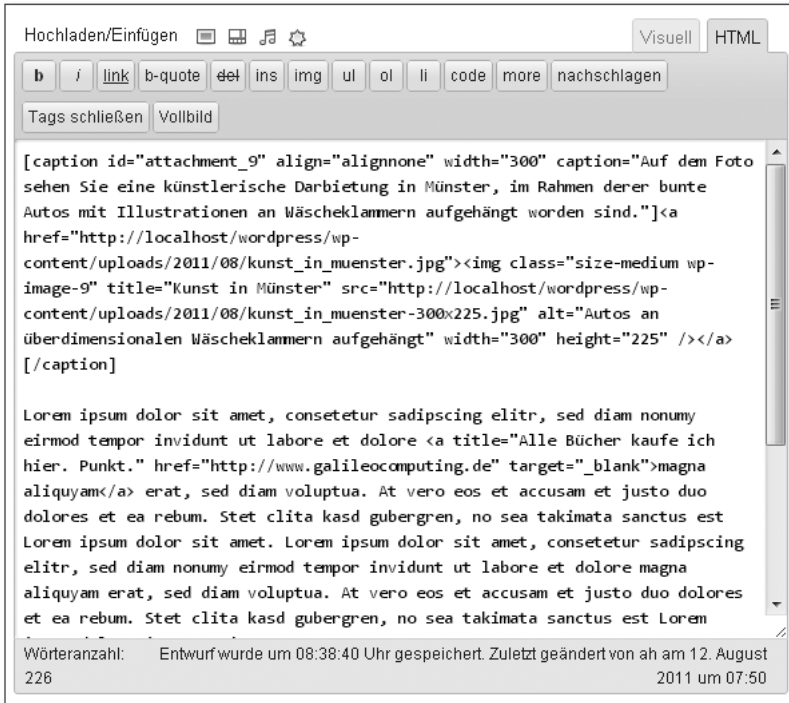 Hochladen/Einfügen
Visuell HTML
b i link b-quote del ins img ul ol li code more nachschlagen
Tags schließen Vollbild
[caption id="attachment_9" align="alignnone" width="300" caption="Auf dem Foto
sehen Sie eine künstlerische Darbietung in Münster, im Rahmen derer bunte
Autos mit Illustrationen an Wäscheklammern aufgehängt worden sind."]<a
href="http://localhost/wordpress/wp-
content/uploads/2011/08/kunst_in_muenster.jpg"><img class="size-medium wp-
image-9" title="Kunst in Münster" src="http://localhost/wordpress/wp-
content/uploads/2011/08/kunst_in_muenster-300x225.jpg" alt="Autos an
überdimensionalen Wäscheklammern aufgehängt" width="300" height="225" /></a>
[/caption]
Lorem ipsum dolor sit amet, consetetur sadipscing elitr, sed diam nonumy
eirmod tempor invidunt ut labore et dolore <a title="Alle Bücher kaufe ich
hier. Punkt." href="http://www.galileocomputing.de" target="_blank">magna
aliquyam</a> erat, sed diam voluptua. At vero eos et accusam et justo duo
dolores et ea rebum. Stet clita kasd gubergren, no sea takimata sanctus est
Lorem ipsum dolor sit amet. Lorem ipsum dolor sit amet, consetetur sadipscing
elitr, sed diam nonumy eirmod tempor invidunt ut labore et dolore magna
aliquyam erat, sed diam voluptua. At vero eos et accusam et justo duo dolores
et ea rebum. Stet clita kasd gubergren, no sea takimata sanctus est Lorem
Wörteranzahl: Entwurf wurde um 08:38:40 Uhr gespeichert. Zuletzt geändert von ah am 12. August
226 2011 um 07:50